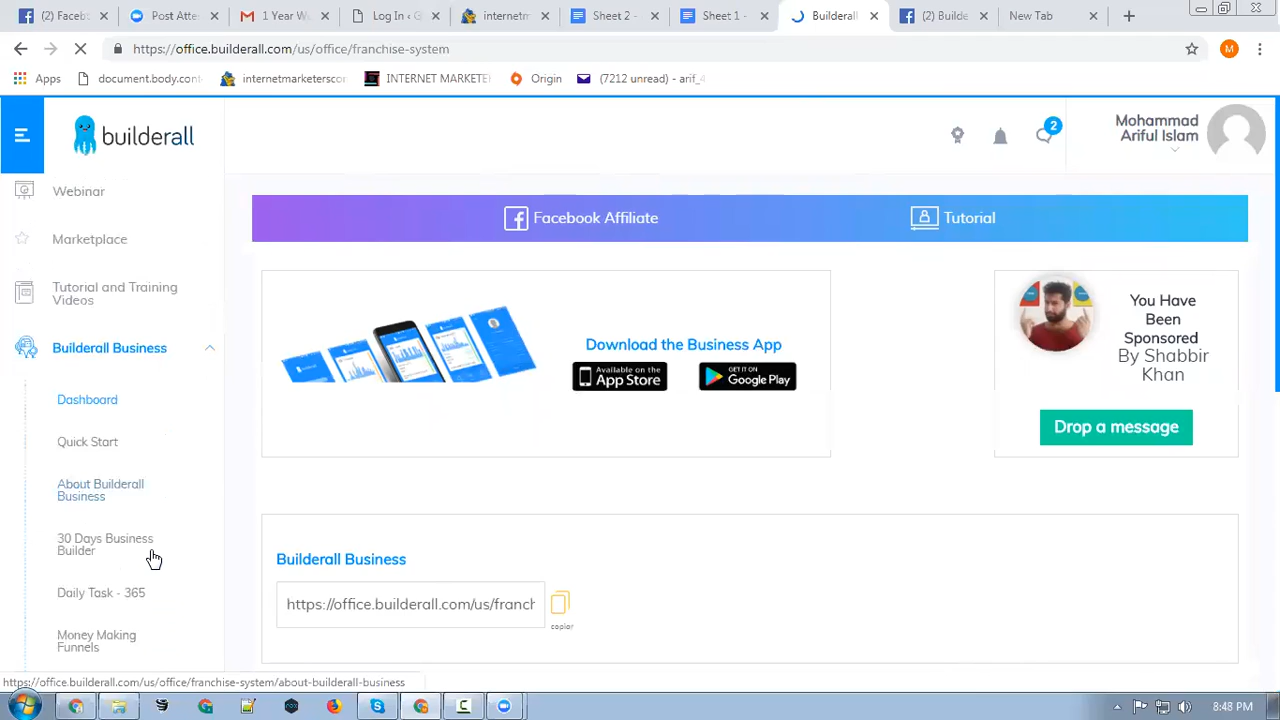 (2) Faceb
Post Atte
1 Year W
Log In ‹ G
internetm
Sheet 2 -
Sheet 1 -
Builderall
(2) Builde
New Tab
https://office.builderall.com/us/office/franchise-system
M
Apps
document.body.con
internetmarketersco
INTERNET MARKETE
Origin
(7212 unread) - arif_4
builderall
2
Mohammad
Ariful Islam
Webinar
Marketplace
Tutorial and Training
Videos
Builderall Business
Dashboard
Quick Start
About Builderall
Business
30 Days Business
Builder
Daily Task - 365
Money Making
Funnels
Facebook Affiliate
Tutorial
Download the Business App
Available on the
App Store
GET IT ON
Google Play
You Have
Been
Sponsored
By Shabbir
Khan
Drop a message
Builderall Business
https://office.builderall.com/us/franch
copiar
https://office.builderall.com/us/office/franchise-system/about-builderall-business
8:48 PM